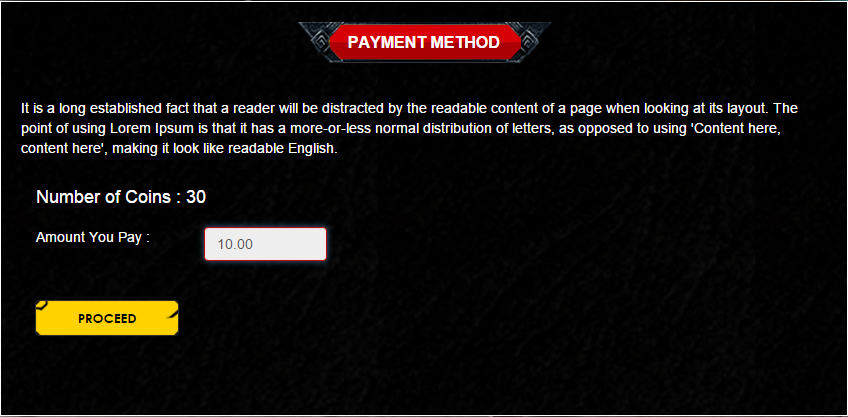 PAYMENT METHOD
It is a long established fact that a reader will be distracted by the readable content of a page when looking at its layout. The
point of using Lorem Ipsum is that it has a more-or-less normal distribution of letters, as opposed to using 'Content here,
content here', making it look like readable English.
Number of Coins : 30
Amount You Pay : 10.00
PROCEED